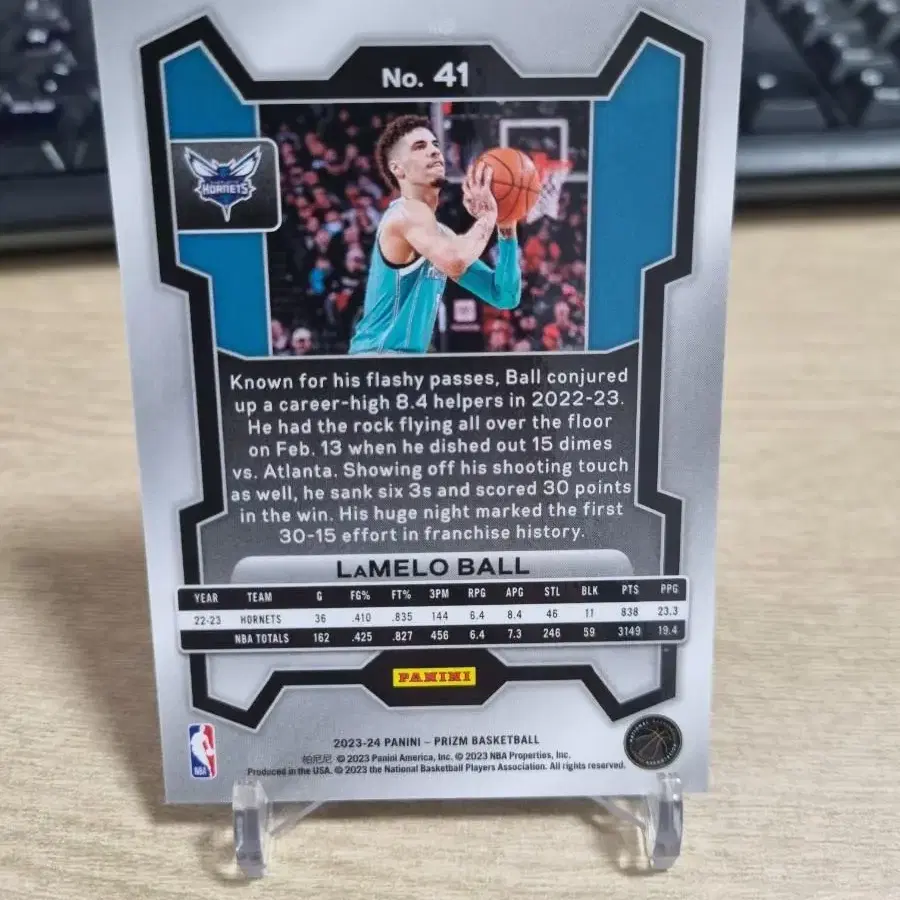 No. 41
HORNETS
Known for his flashy passes, Ball conjured
up a career-high 8.4 helpers in 2022-23.
He had the rock flying all over the floor
on Feb. 13 when he dished out 15 dimes
vs. Atlanta. Showing off his shooting touch
as well, he sank six 3s and scored 30 points
in the win. His huge night marked the first
30-15 effort in franchise history.
LAMELO BALL
YEAR TEAM G FG% FT% 3PM RPG APG STL BLK PTS PPG
22-23 HORNETS 36 .410 .835 144 6.4 8.4 46 11 838 23.3
NBA TOTALS 162 .425 .827 456 6.4 7.3 246 59 3149 19.4
PANINI
2023-24 PANINI – PRIZM BASKETBALL
帕尼尼 © 2023 Panini America, Inc. © 2023 NBA Properties, Inc.
Produced in the USA. © 2023 the National Basketball Players Association. All rights reserved.
NBA